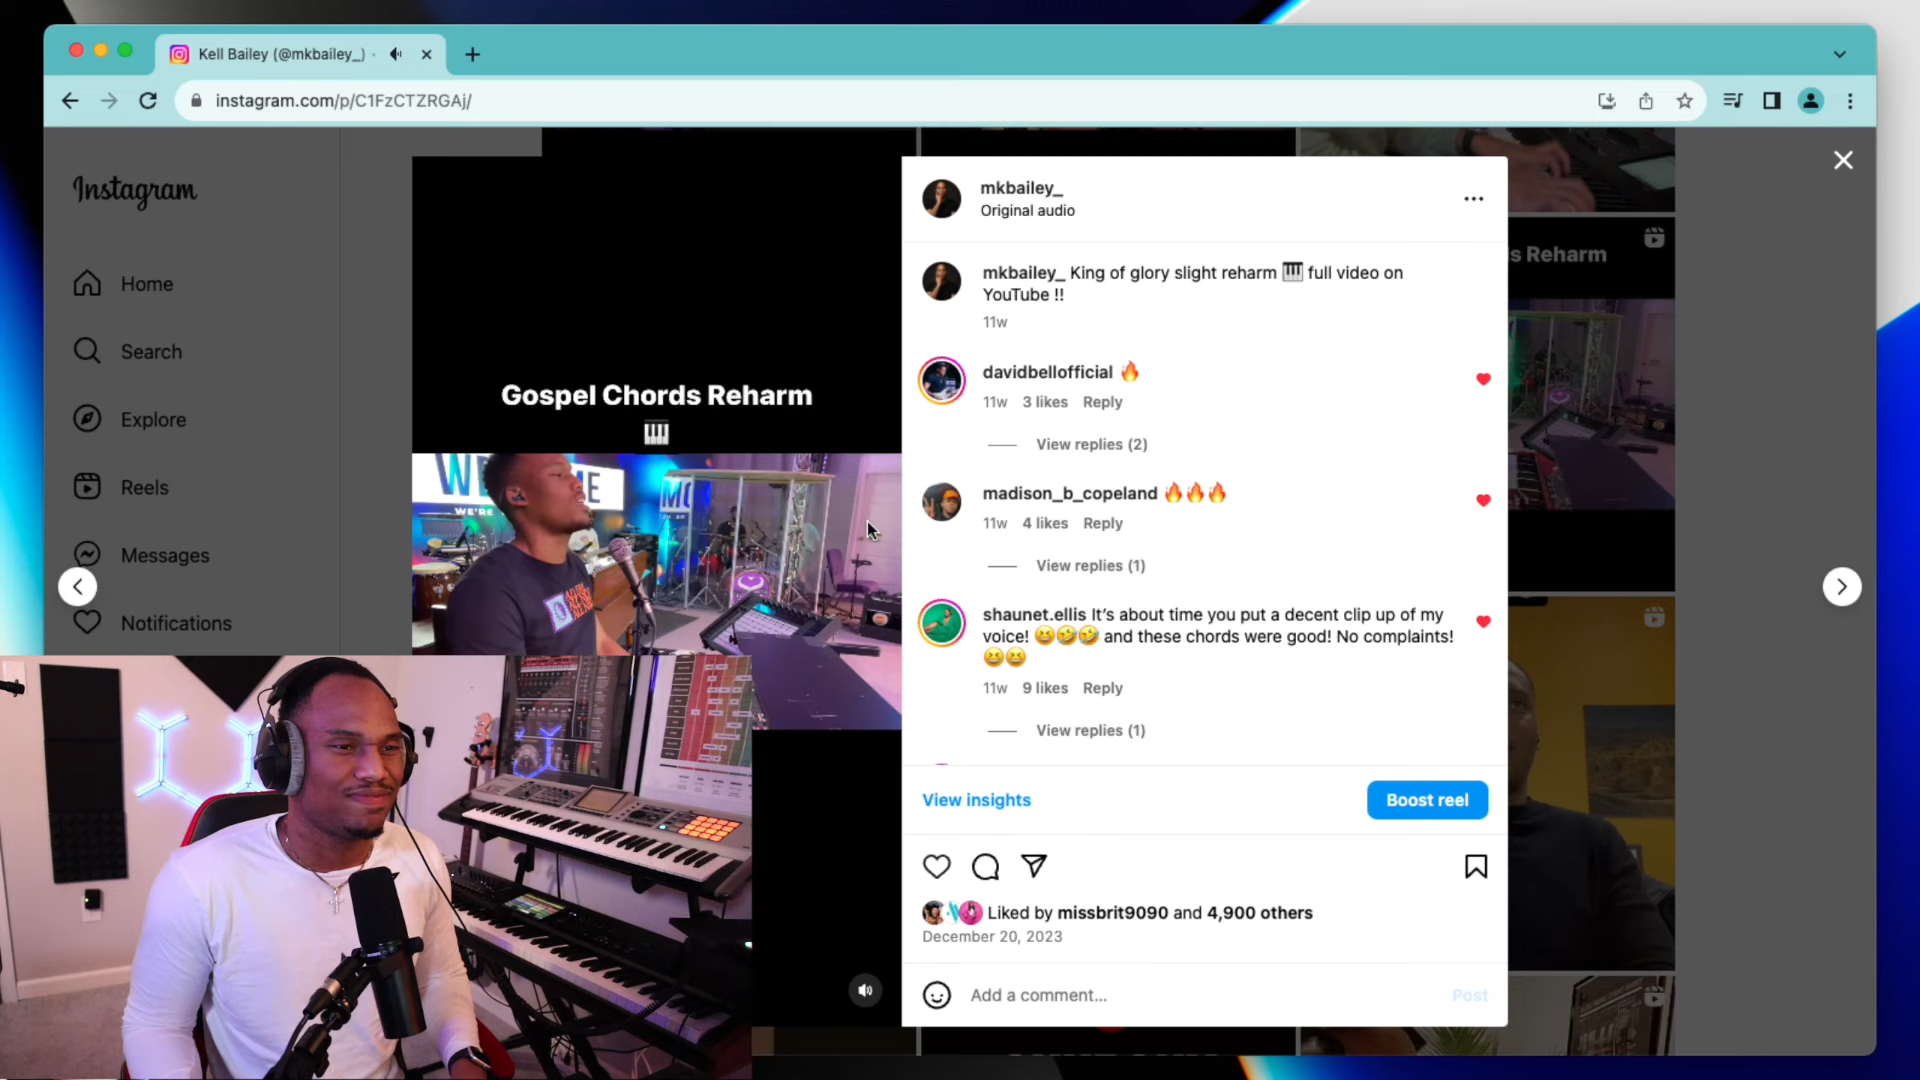 Kell Bailey (@mkbailey_) ·
instagram.com/p/C1FzCTZRGAj/
Instagram
Home
Search
Explore
Reels
Messages
Notifications
Gospel Chords Reharm
🎹
WE E
WE'RE
s Reharm
mkbailey_
Original audio
mkbailey_ King of glory slight reharm 🎹 full video on
YouTube !!
11w
davidbellofficial 🔥
11w 3 likes Reply
View replies (2)
madison_b_copeland 🔥🔥🔥
11w 4 likes Reply
View replies (1)
shaunet.ellis It’s about time you put a decent clip up of my
voice! 😆🤣🤣 and these chords were good! No complaints!
😆😆
11w 9 likes Reply
View replies (1)
View insights
Boost reel
Liked by missbrit9090 and 4,900 others
December 20, 2023
Add a comment...
Post